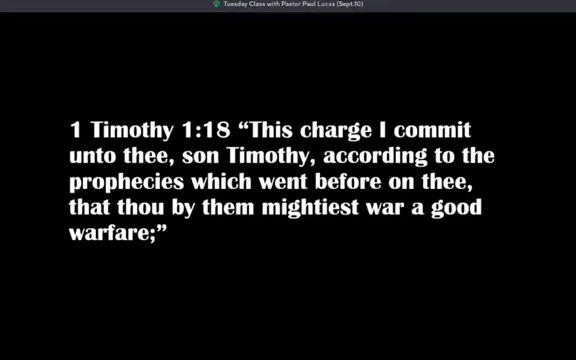 Tuesday Class with Pastor Paul Lucas (Sept.10)
1 Timothy 1:18 “This charge I commit
unto thee, son Timothy, according to the
prophecies which went before on thee,
that thou by them mightiest war a good
warfare;”